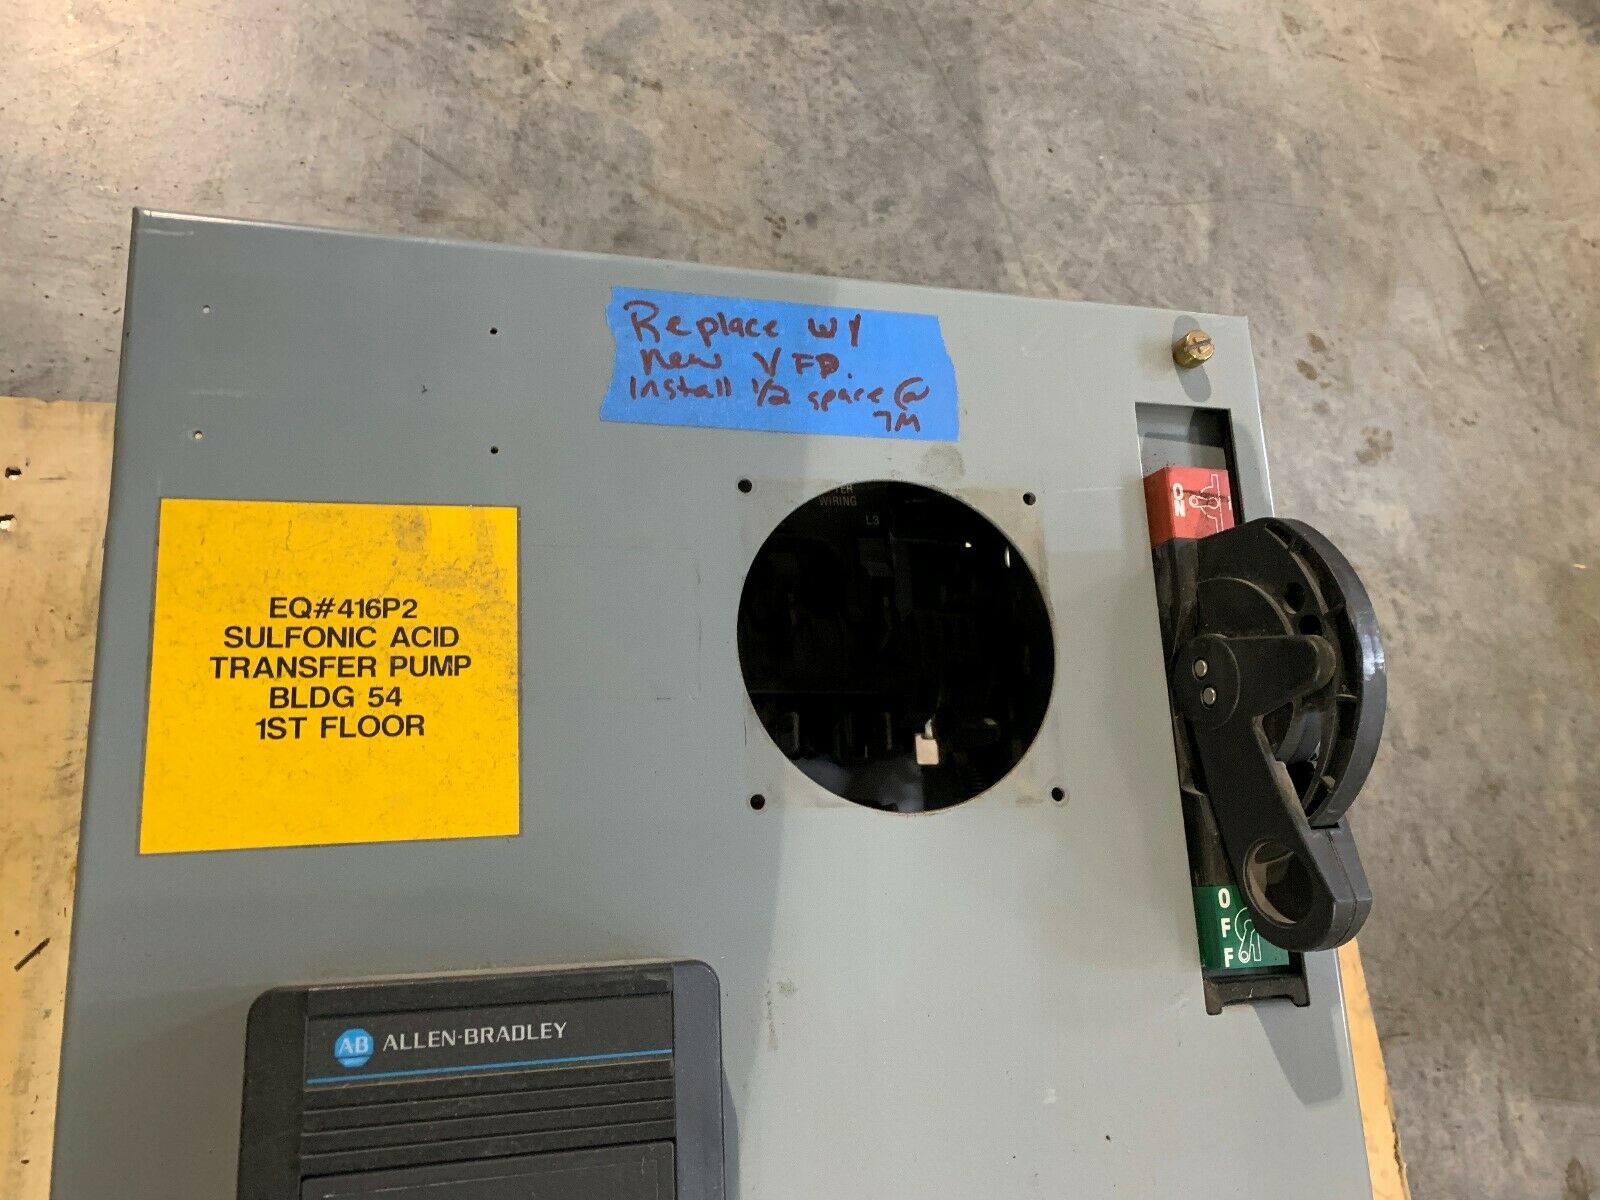 Replace w/
new VFD.
Install 1/2 space @
7M
EQ#416P2
SULFONIC ACID
TRANSFER PUMP
BLDG 54
1ST FLOOR
WIRING
L3
ON
OFF
AB ALLEN-BRADLEY